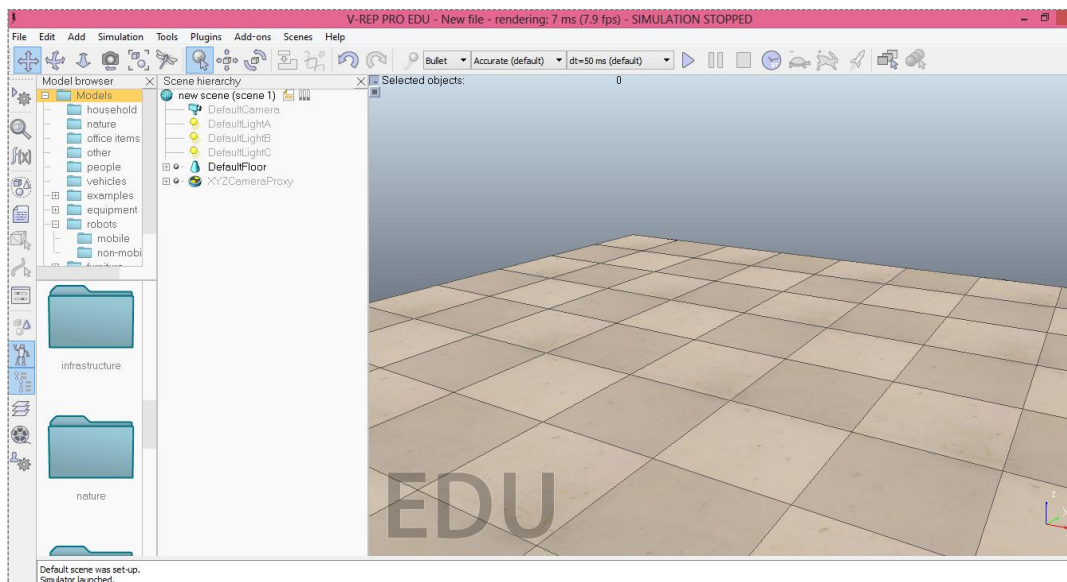 V-REP PRO EDU - New file - rendering: 7 ms (7.9 fps) - SIMULATION STOPPED
File Edit Add Simulation Tools Plugins Add-ons Scenes Help
Bullet Accurate (default) dt=50 ms (default)
Model browser
Models
household
nature
office items
other
people
vehicles
examples
equipment
robots
mobile
non-mobi
furniture
infrastructure
nature
Scene hierarchy
new scene (scene 1)
DefaultCamera
DefaultLightA
DefaultLightB
DefaultLightC
DefaultFloor
XYZCameraProxy
Selected objects: 0
f(x)
EDU
z
Default scene was set-up.
Simulator launched.